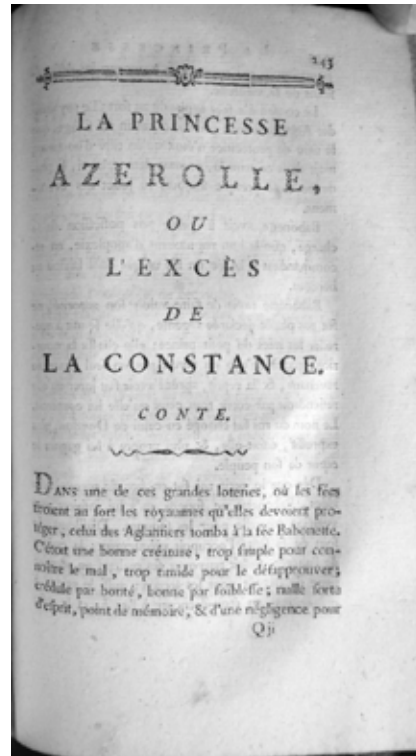 243
LA PRINCESSE
AZEROLLE,
OU
L'EXCÈS
DE
LA CONSTANCE.
CONTE.
DANS une de ces grandes loteries, où les fées
tiroient au sort les royaumes qu'elles devoient pro-
téger, celui des Aglantiers tomba à la fée Babonette.
C'étoit une bonne créature, trop simple pour con-
noître le mal, trop timide pour le désapprouver;
crédule par bonté, bonne par foiblesse; nulle sorte
d'esprit, point de mémoire, & d'une négligence pour
Qij